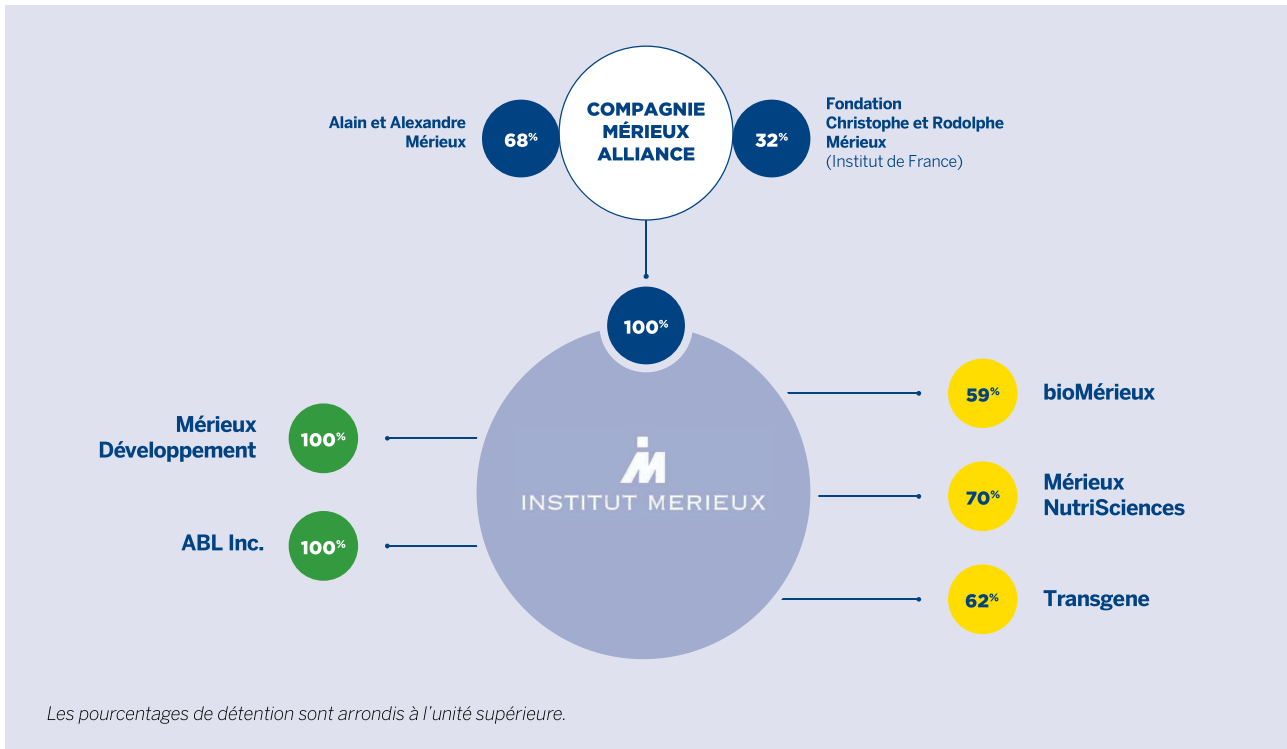 COMPAGNIE
MÉRIEUX
ALLIANCE
Alain et Alexandre
Mérieux
68%
32%
Fondation
Christophe et Rodolphe
Mérieux
(Institut de France)
100%
INSTITUT MERIEUX
Mérieux
Développement
100%
ABL Inc.
100%
59%
bioMérieux
70%
Mérieux
NutriSciences
62%
Transgene
Les pourcentages de détention sont arrondis à l'unité supérieure.